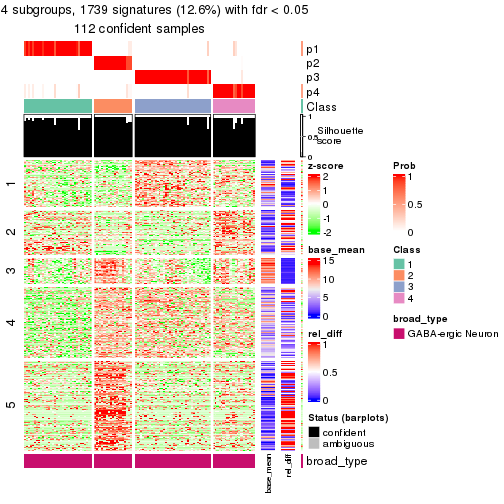 4 subgroups, 1739 signatures (12.6%) with fdr < 0.05
112 confident samples
p1
p2
p3
p4
Class
1
0.5
0
Silhouette
score
1
2
3
4
5
base_mean
rel_diff
broad_type
z-score
2
1
0
-1
-2
base_mean
15
10
5
0
rel_diff
1
0.5
0
Status (barplots)
confident
ambiguous
Prob
1
0.5
0
Class
1
2
3
4
broad_type
GABA-ergic Neuron